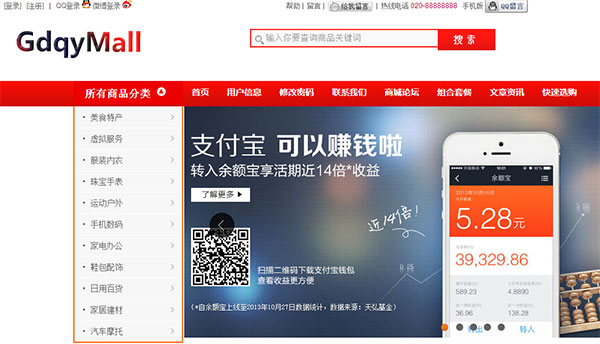 [登录] [注册] | QQ登录 微博登录
帮助 | 留言 | 给我留言 | 热线电话 020-88888888 手机版 QQ留言
GdqyMall
输入你要查询商品关键词
搜 索
所有商品分类
首页 用户信息 修改密码 联系我们 商城论坛 组合套餐 文章资讯 快速选购
美食特产
虚拟服务
服装内衣
珠宝手表
运动户外
手机数码
家电办公
鞋包配饰
日用百货
家居建材
汽车摩托
支付宝 可以赚钱啦
转入余额宝享活期近14倍*收益
了解更多
近14倍!
扫描二维码下载支付宝钱包
查看收益更方便
(*自余额宝上线至2013年10月27日数据统计，数据来源：天弘基金)
余额宝
2013年10月16日
5.28元
39,329.86
589.23 4.8890
36.96 138.28
转出 转入